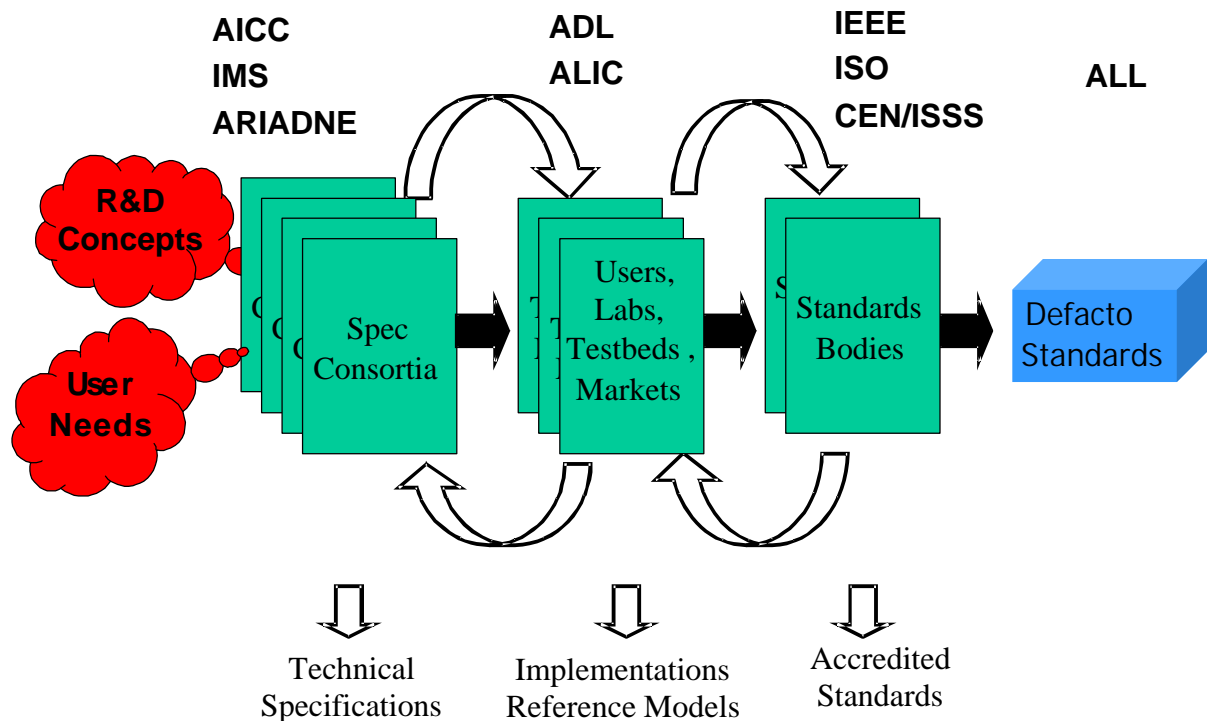 AICC
IMS
ARIADNE
ADL
ALIC
IEEE
ISO
CEN/ISSS
ALL
R&D
Concepts
User
Needs
Spec
Consortia
Users,
Labs,
Testbeds ,
Markets
Standards
Bodies
Defacto
Standards
Technical
Specifications
Implementations
Reference Models
Accredited
Standards